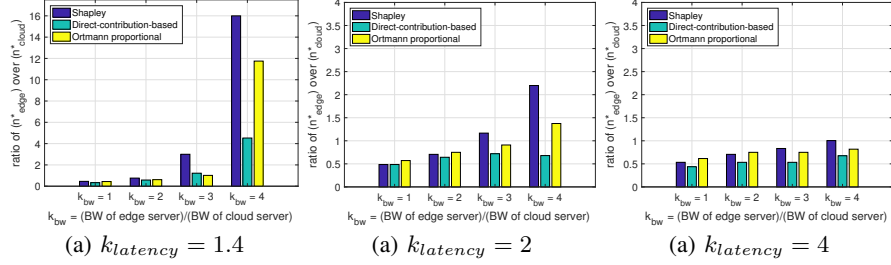 16
14
12
10
8
6
4
2
0
ratio of (n*edge) over (n*cloud)
Shapley
Direct-contribution-based
Ortmann proportional
kbw = 1
kbw = 2
kbw = 3
kbw = 4
kbw = (BW of edge server)/(BW of cloud server)
(a) klatency = 1.4
4
3.5
3
2.5
2
1.5
1
0.5
0
ratio of (n*edge) over (n*cloud)
Shapley
Direct-contribution-based
Ortmann proportional
kbw = 1
kbw = 2
kbw = 3
kbw = 4
kbw = (BW of edge server)/(BW of cloud server)
(a) klatency = 2
4
3.5
3
2.5
2
1.5
1
0.5
0
ratio of (n*edge) over (n*cloud)
Shapley
Direct-contribution-based
Ortmann proportional
kbw = 1
kbw = 2
kbw = 3
kbw = 4
kbw = (BW of edge server)/(BW of cloud server)
(a) klatency = 4